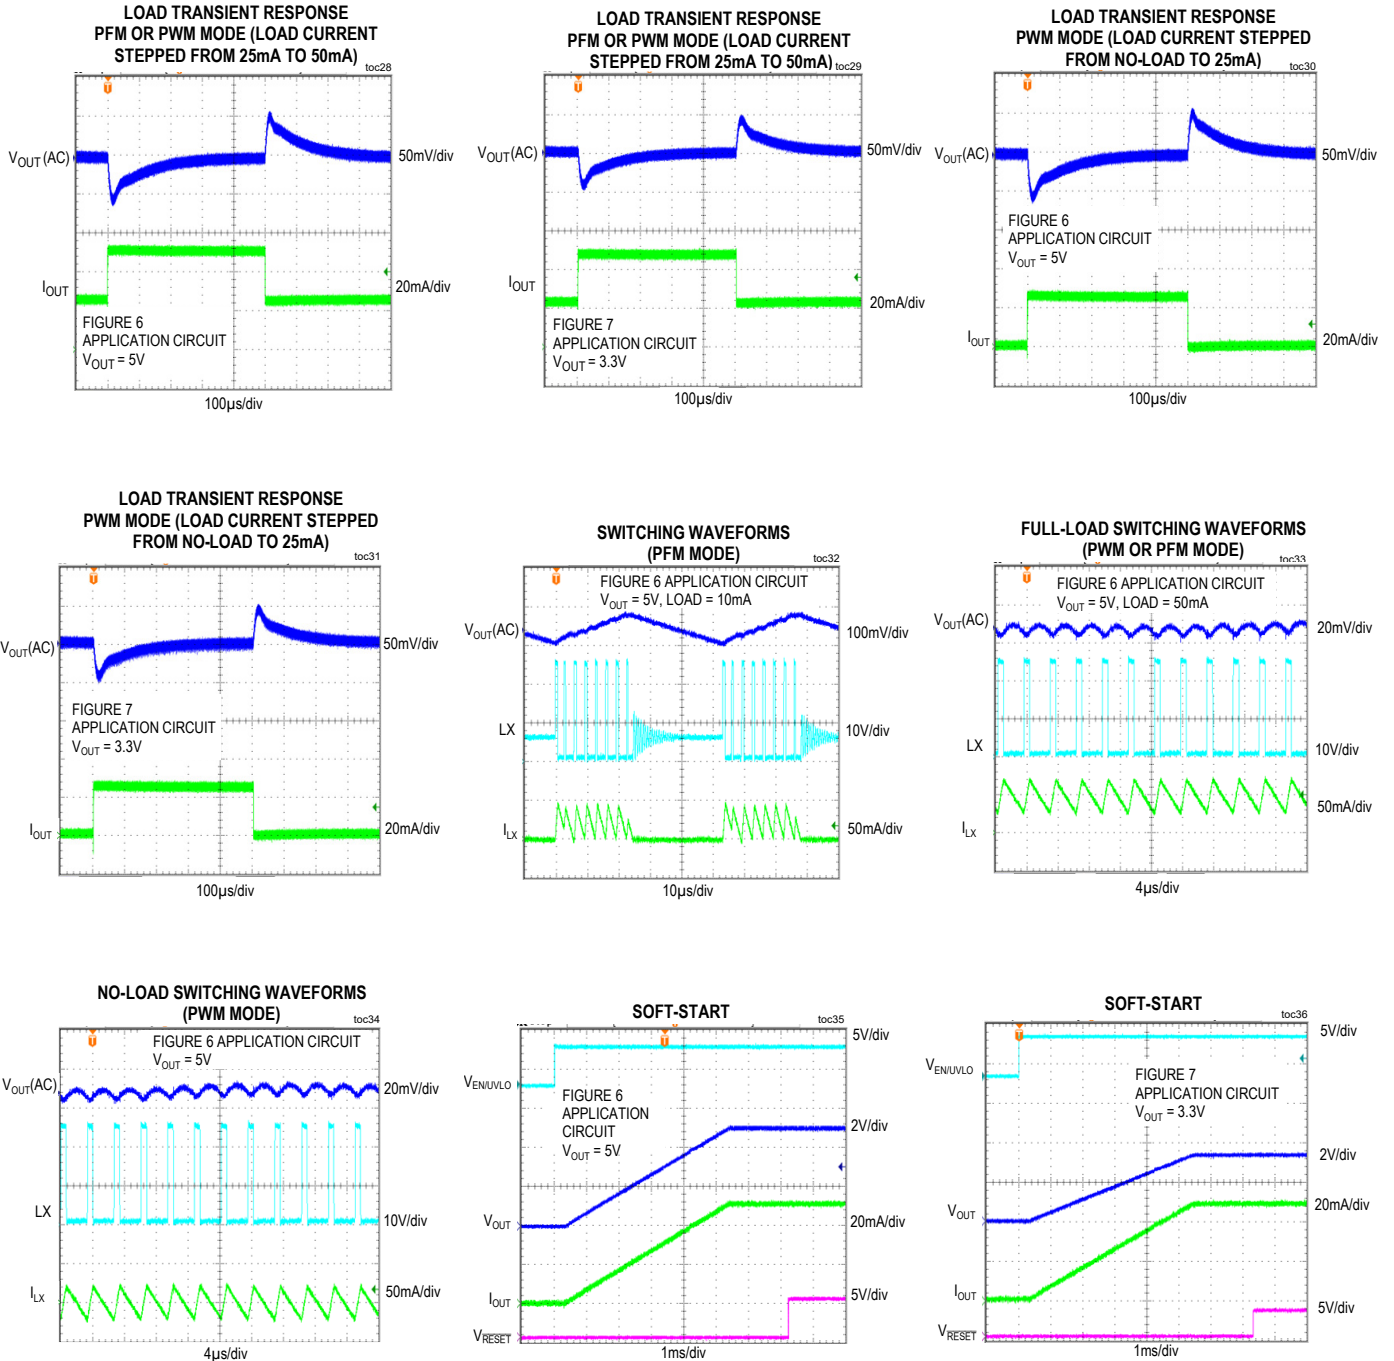 LOAD TRANSIENT RESPONSE
PFM OR PWM MODE (LOAD CURRENT
STEPPED FROM 25mA TO 50mA)
toc28
T
VOUT(AC)
50mV/div
IOUT
20mA/div
FIGURE 6
APPLICATION CIRCUIT
VOUT = 5V
100µs/div
LOAD TRANSIENT RESPONSE
PFM OR PWM MODE (LOAD CURRENT
STEPPED FROM 25mA TO 50mA)
toc29
T
VOUT(AC)
50mV/div
IOUT
20mA/div
FIGURE 7
APPLICATION CIRCUIT
VOUT = 3.3V
100µs/div
LOAD TRANSIENT RESPONSE
PWM MODE (LOAD CURRENT STEPPED
FROM NO-LOAD TO 25mA)
toc30
T
VOUT(AC)
50mV/div
FIGURE 6
APPLICATION CIRCUIT
VOUT = 5V
IOUT
20mA/div
100µs/div
LOAD TRANSIENT RESPONSE
PWM MODE (LOAD CURRENT STEPPED
FROM NO-LOAD TO 25mA)
toc31
T
VOUT(AC)
50mV/div
FIGURE 7
APPLICATION CIRCUIT
VOUT = 3.3V
IOUT
20mA/div
100µs/div
SWITCHING WAVEFORMS
(PFM MODE)
toc32
T
FIGURE 6 APPLICATION CIRCUIT
VOUT = 5V, LOAD = 10mA
VOUT(AC)
100mV/div
LX
10V/div
ILX
50mA/div
10µs/div
FULL-LOAD SWITCHING WAVEFORMS
(PWM OR PFM MODE)
toc33
T
FIGURE 6 APPLICATION CIRCUIT
VOUT = 5V, LOAD = 50mA
VOUT(AC)
20mV/div
LX
10V/div
50mA/div
ILX
4µs/div
NO-LOAD SWITCHING WAVEFORMS
(PWM MODE)
toc34
T
FIGURE 6 APPLICATION CIRCUIT
VOUT = 5V
VOUT(AC)
20mV/div
LX
10V/div
ILX
50mA/div
4µs/div
SOFT-START
toc35
T
5V/div
VEN/UVLO
FIGURE 6
APPLICATION
CIRCUIT
VOUT = 5V
2V/div
VOUT
20mA/div
IOUT
5V/div
VRESET
1ms/div
SOFT-START
toc36
T
5V/div
VEN/UVLO
FIGURE 7
APPLICATION CIRCUIT
VOUT = 3.3V
2V/div
VOUT
20mA/div
IOUT
5V/div
VRESET
1ms/div